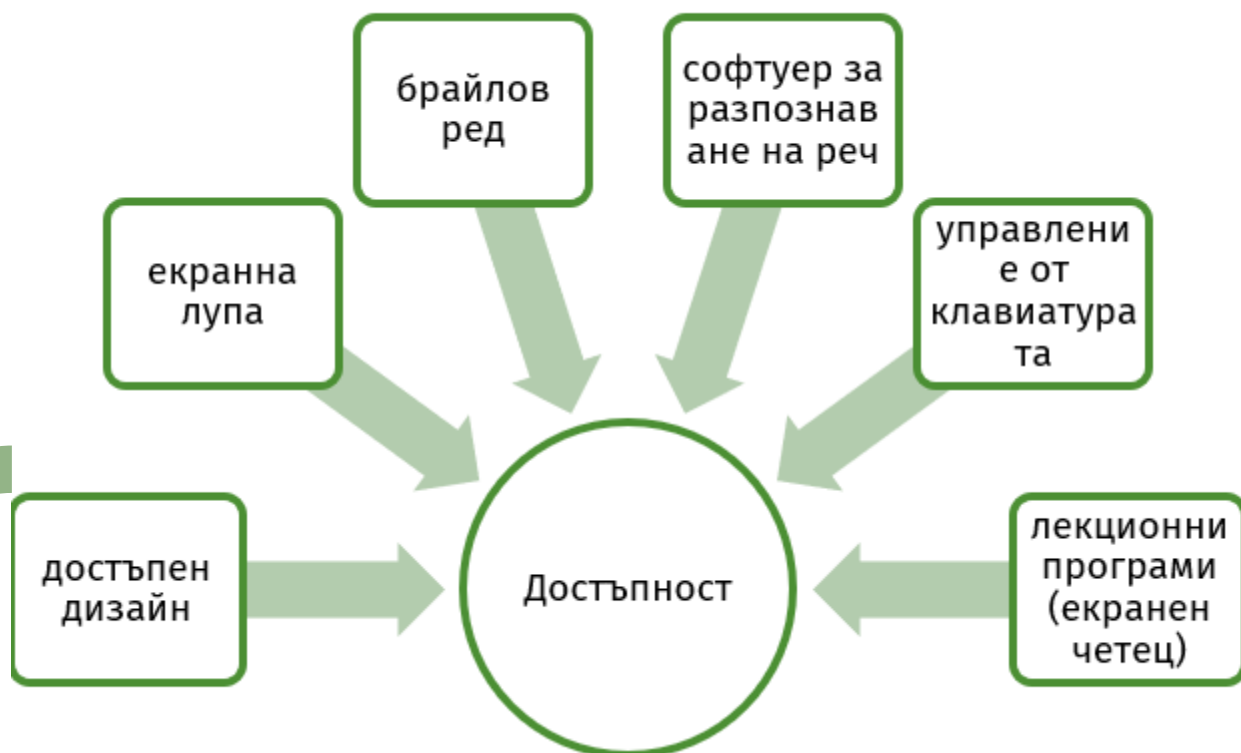 брайлов
ред
софтуер за
разпознав
ане на реч
екранна
лупа
управлени
е от
клавиатура
та
достъпен
дизайн
Достъпност
лекционни
програми
(екранен
четец)